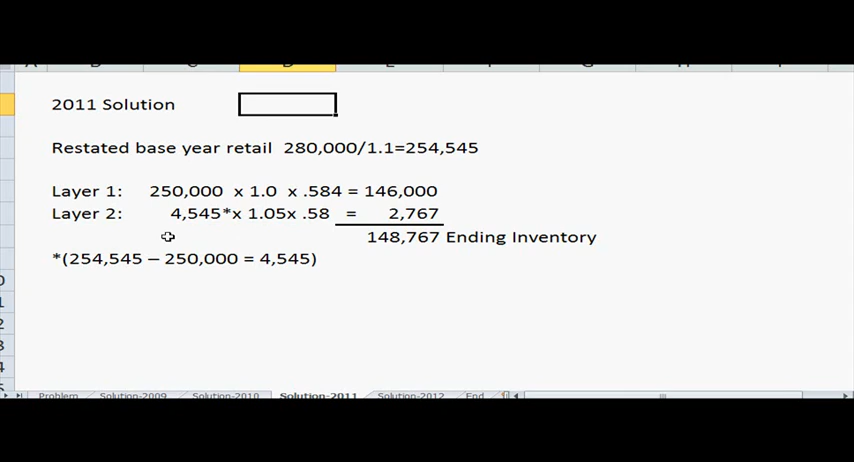 2011 Solution
Restated base year retail 280,000/1.1=254,545
Layer 1: 250,000 x 1.0 x .584 = 146,000
Layer 2: 4,545*x 1.05x .58 = 2,767
148,767 Ending Inventory
*(254,545 – 250,000 = 4,545)
Problem Solution-2009 Solution-2010 Solution-2011 Solution-2012 End